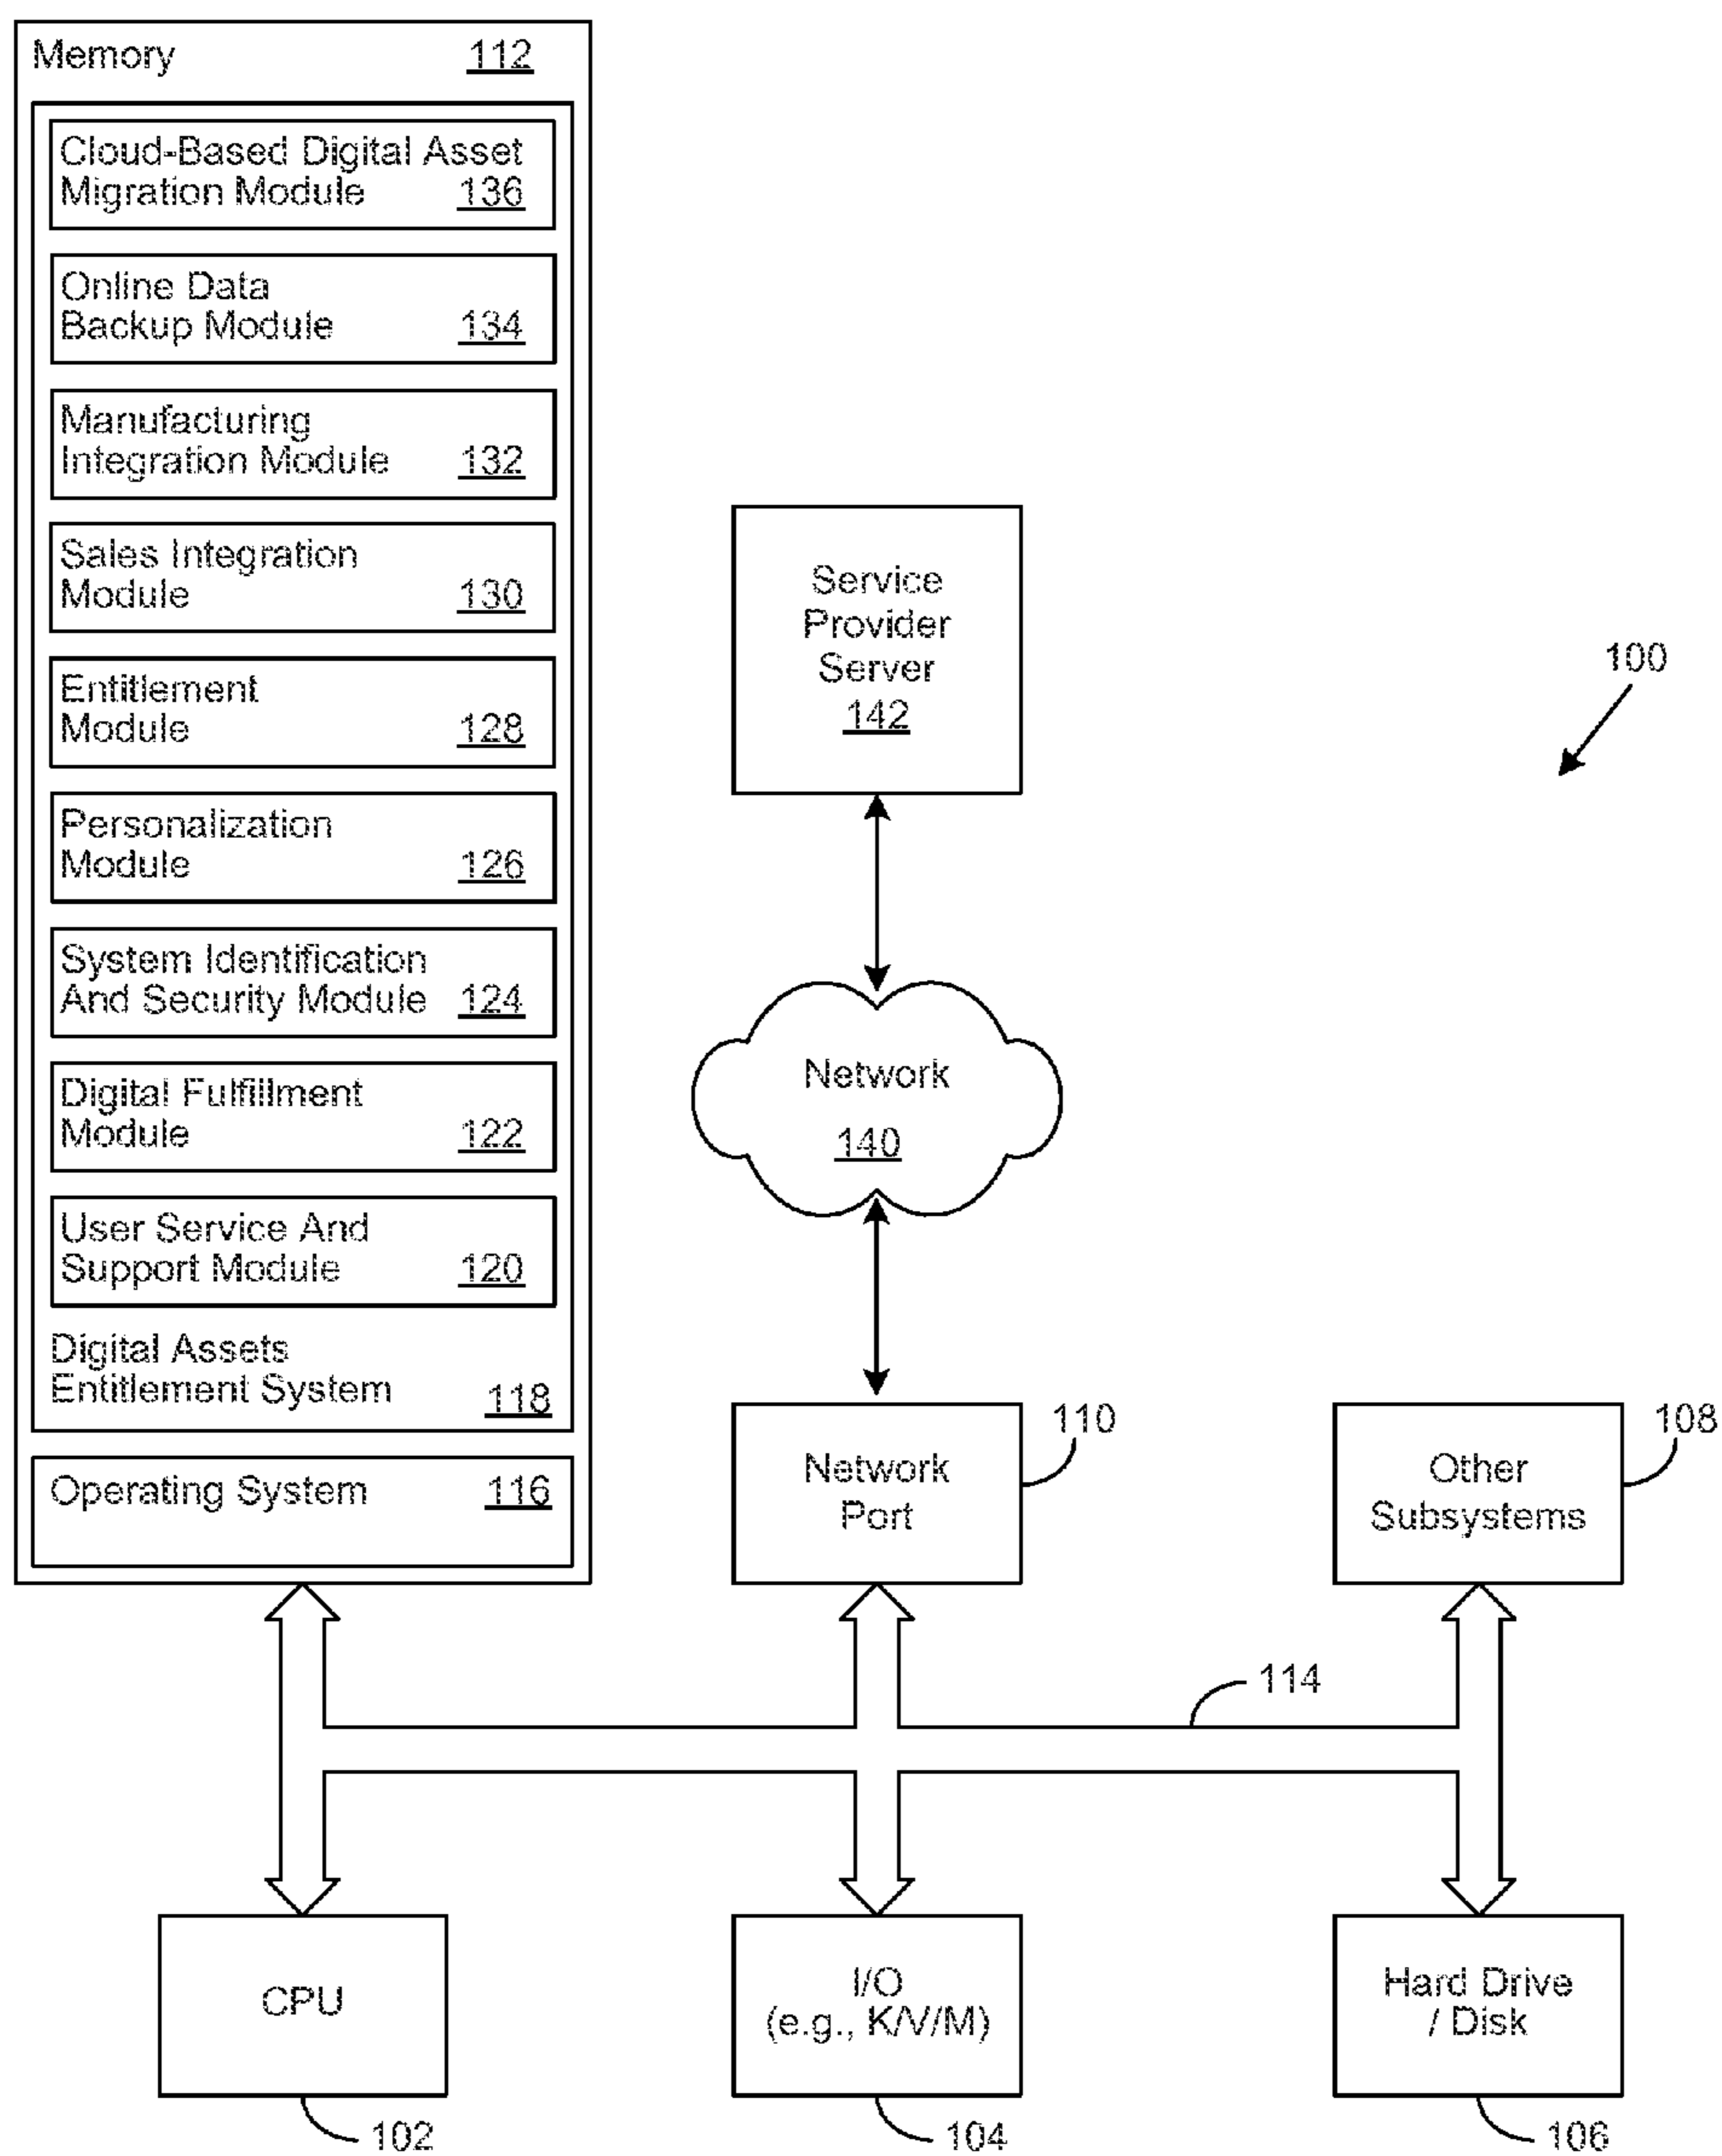 Memory 112
Cloud-Based Digital Asset
Migration Module 136
Online Data
Backup Module 134
Manufacturing
Integration Module 132
Sales Integration
Module 130
Entitlement
Module 128
Personalization
Module 126
System Identification
And Security Module 124
Digital Fulfillment
Module 122
User Service And
Support Module 120
Digital Assets
Entitlement System 118
Operating System 116
Service
Provider
Server
142
100
Network
140
Network
Port
110
Other
Subsystems
108
114
CPU
102
I/O
(e.g., K/V/M)
104
Hard Drive
/ Disk
106